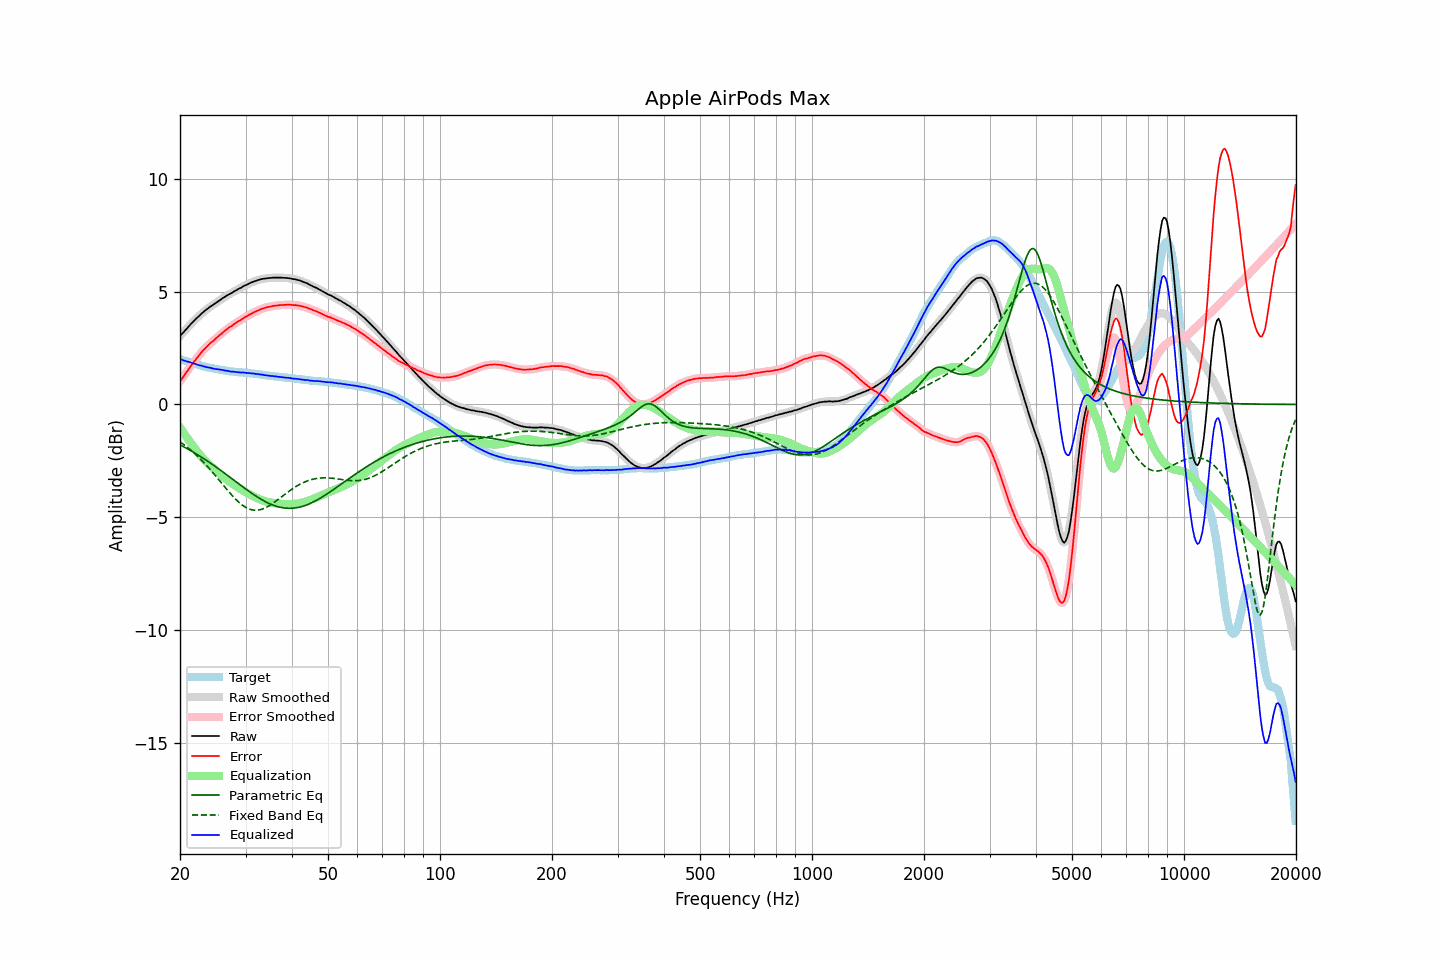 Apple AirPods Max
Amplitude (dBr)
10
5
0
−5
−10
−15
Target
Raw Smoothed
Error Smoothed
Raw
Error
Equalization
Parametric Eq
Fixed Band Eq
Equalized
20 50 100 200 500 1000 2000 5000 10000 20000
Frequency (Hz)